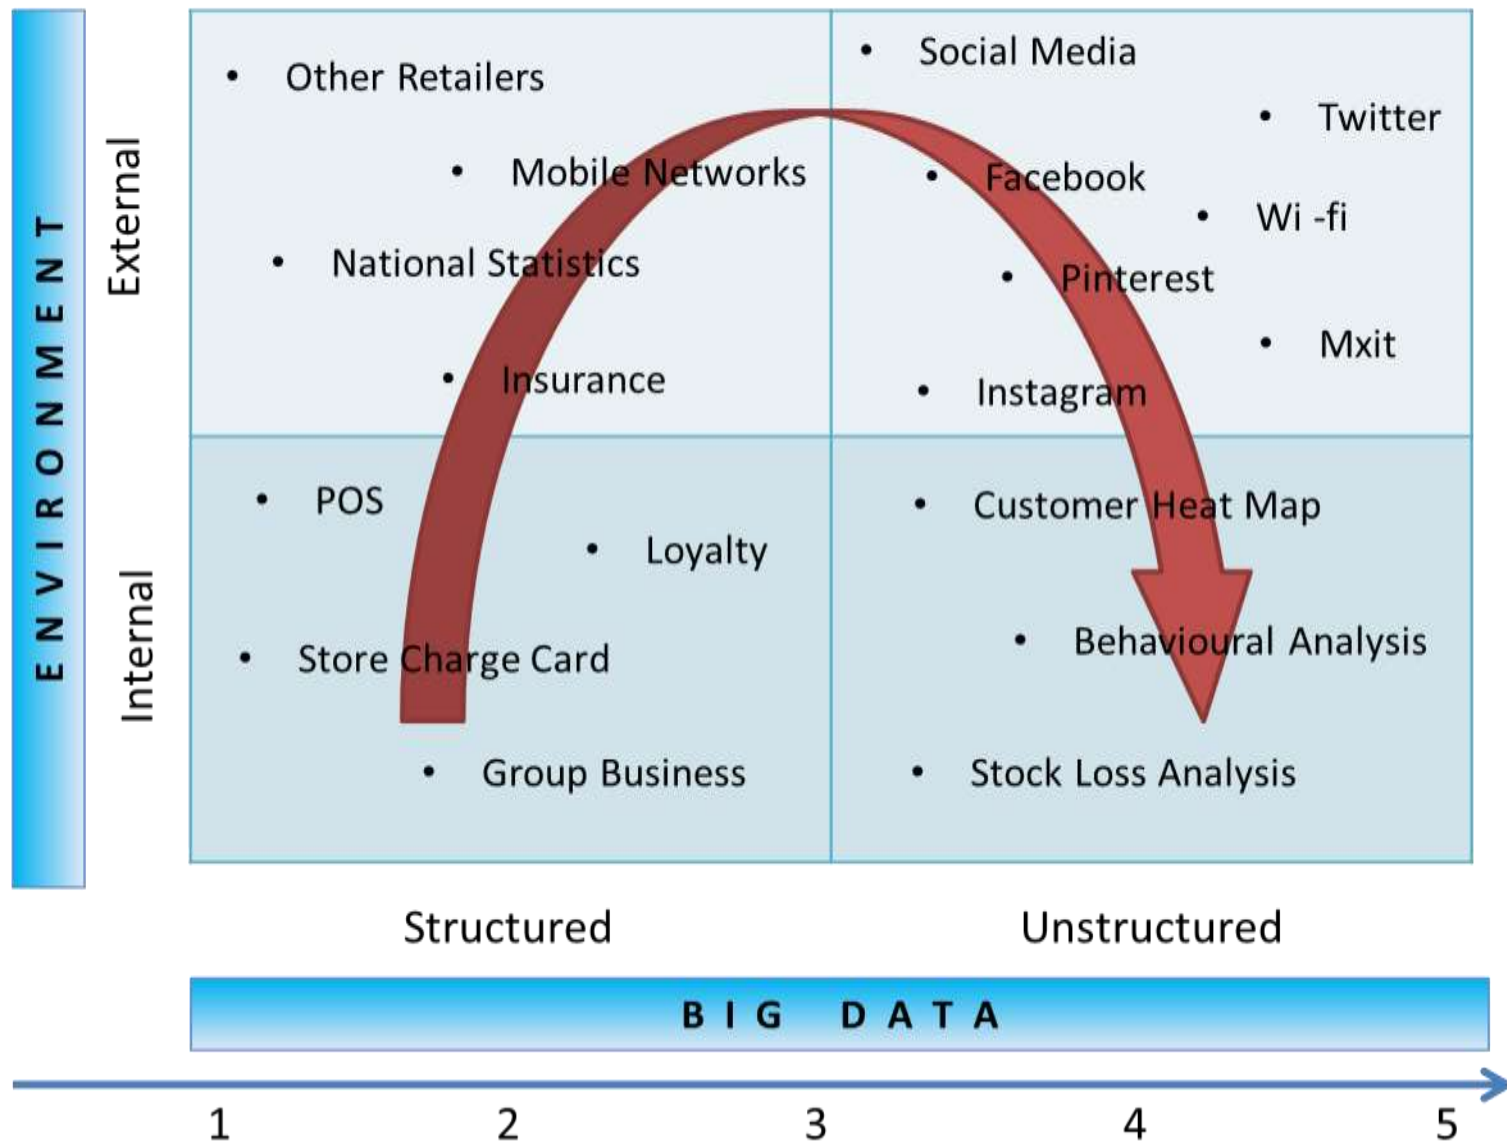 ENVIRONMENT
External
Internal
• Other Retailers
• Mobile Networks
• National Statistics
• Insurance
• Social Media
• Twitter
• Facebook
• Wi -fi
• Pinterest
• Mxit
• Instagram
• POS
• Loyalty
• Store Charge Card
• Group Business
• Customer Heat Map
• Behavioural Analysis
• Stock Loss Analysis
Structured
Unstructured
BIG DATA
1 2 3 4 5